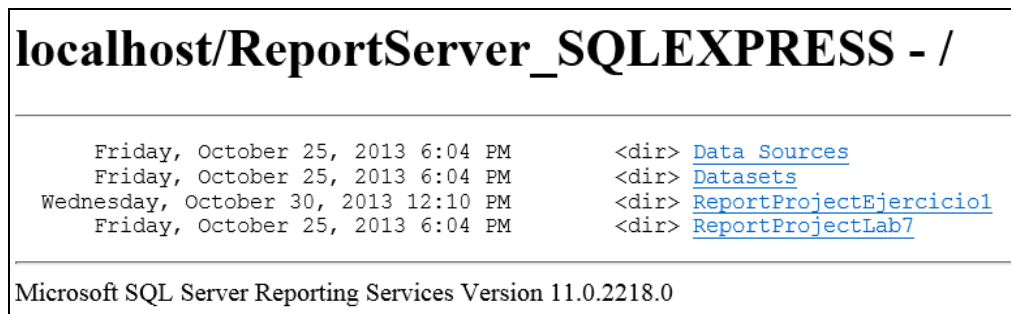 localhost/ReportServer_SQLEXPRESS - /
Friday, October 25, 2013 6:04 PM <dir> Data Sources
Friday, October 25, 2013 6:04 PM <dir> Datasets
Wednesday, October 30, 2013 12:10 PM <dir> ReportProjectEjercicio1
Friday, October 25, 2013 6:04 PM <dir> ReportProjectLab7
Microsoft SQL Server Reporting Services Version 11.0.2218.0